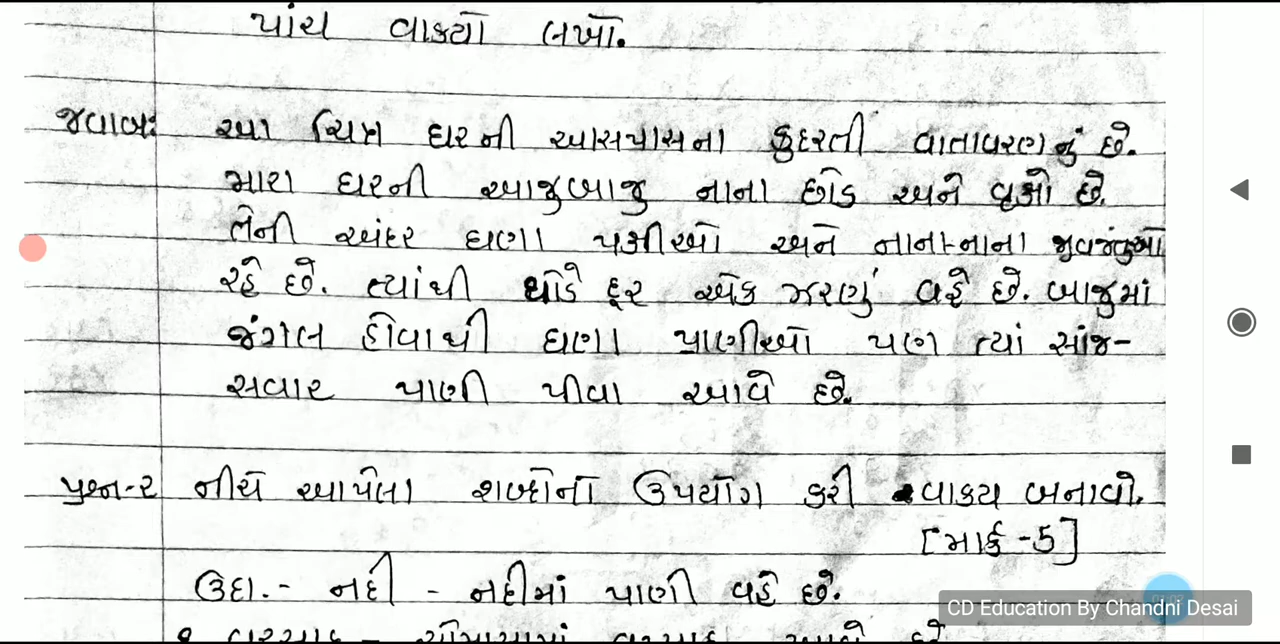 પાંચ વાક્યો લખો.
જવાબઃ આ ચિત્ર ઘરની આસપાસના કુદરતી વાતાવરણનું છે.
મારા ઘરની આજુબાજુ નાના છોડ અને વૃક્ષો છે.
તેની અંદર ઘણા પક્ષીઓ અને નાના-નાના જીવજંતુઓ
રહે છે. ત્યાંથી થોડે દૂર એક ઝરણું વહે છે. બાજુમાં
જંગલ હોવાથી ઘણા પ્રાણીઓ પણ ત્યાં સાંજ-
સવાર પાણી પીવા આવે છે.
પ્રશ્ન-૨ નીચે આપેલા શબ્દોનો ઉપયોગ કરી વાક્ય બનાવો.
[માર્ક -5]
ઉદા.- નદી - નદીમાં પાણી વહે છે.
CD Education By Chandni Desai